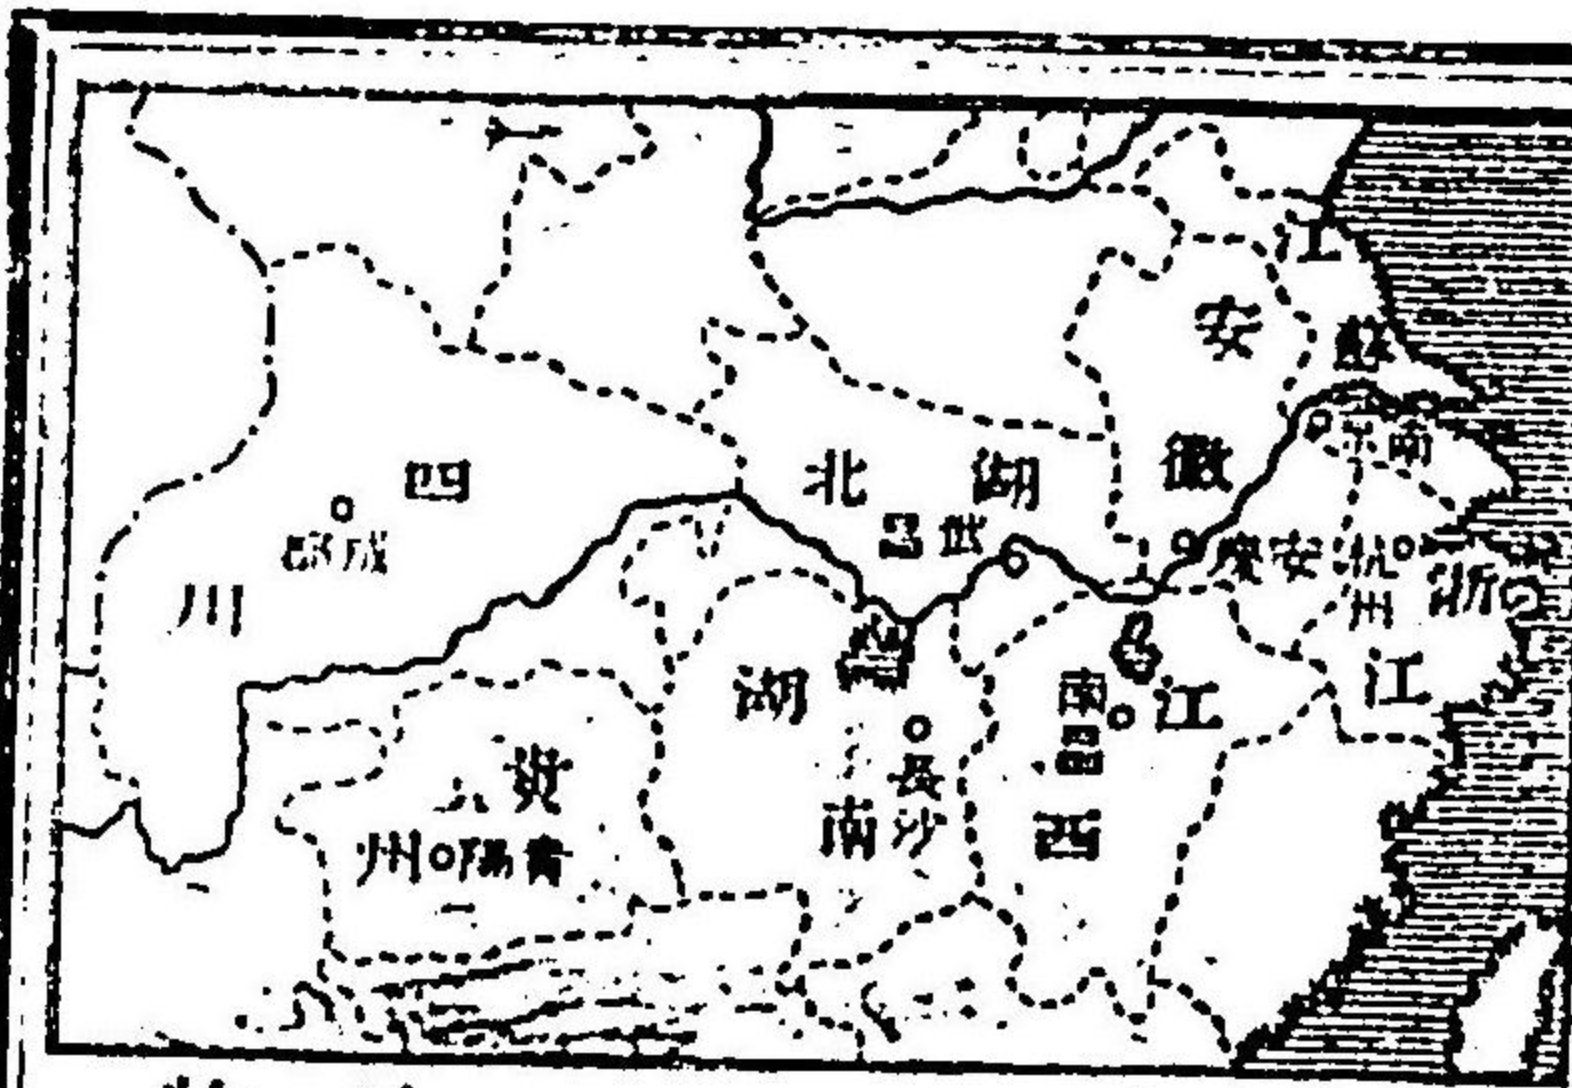 江
蘇
安
徽
南京
湖北
武昌
安慶
四
川
成都
杭州
浙
江
湖
南
長沙
江
西
南昌
貴
州
貴陽